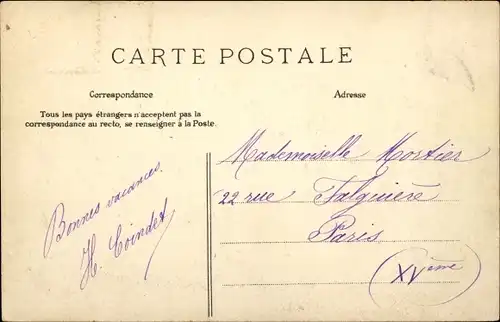 CARTE POSTALE
Correspondance
Adresse
Tous les pays étrangers n'acceptent pas la
correspondance au recto, se renseigner à la Poste.
Bonnes vacances
H. Coindet
Mademoiselle Mortier
22 rue Falguière
Paris
(XVème)